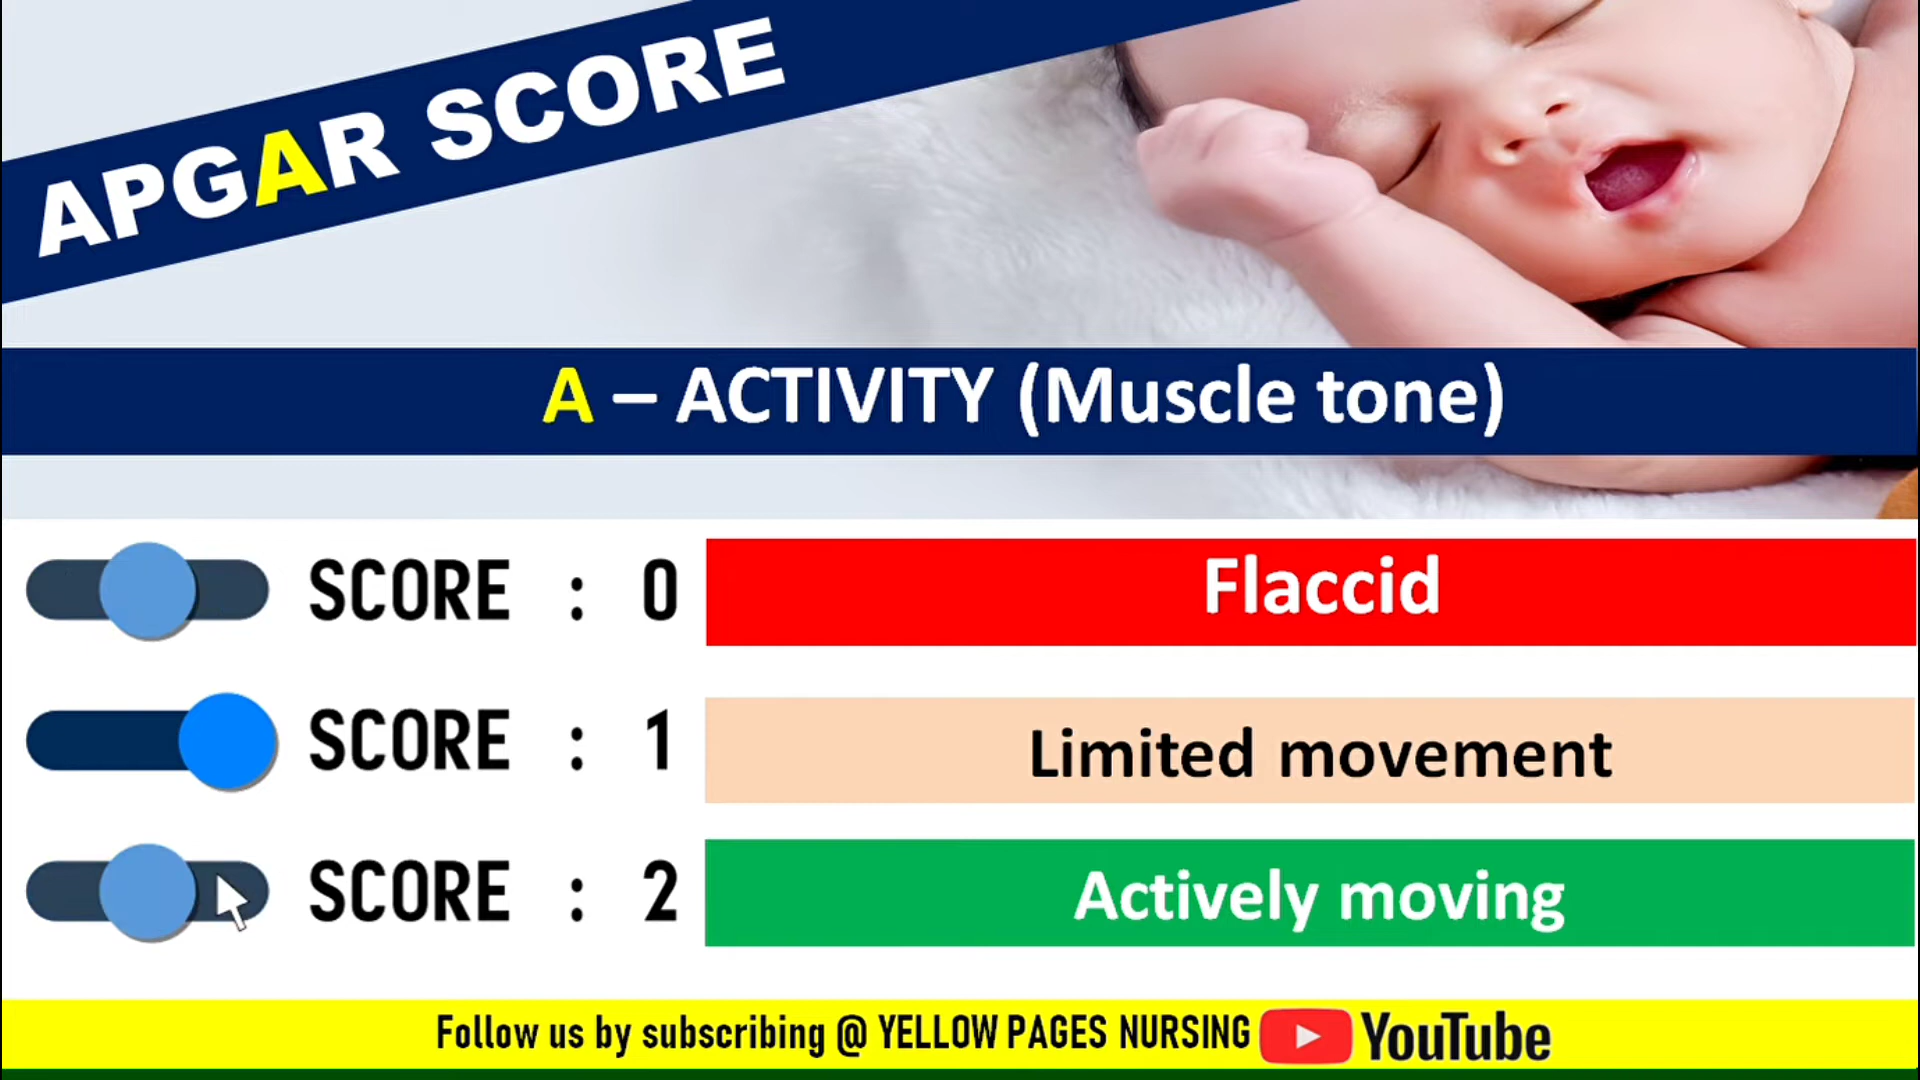 APGAR SCORE
A – ACTIVITY (Muscle tone)
SCORE : 0 Flaccid
SCORE : 1 Limited movement
SCORE : 2 Actively moving
Follow us by subscribing @ YELLOW PAGES NURSING YouTube